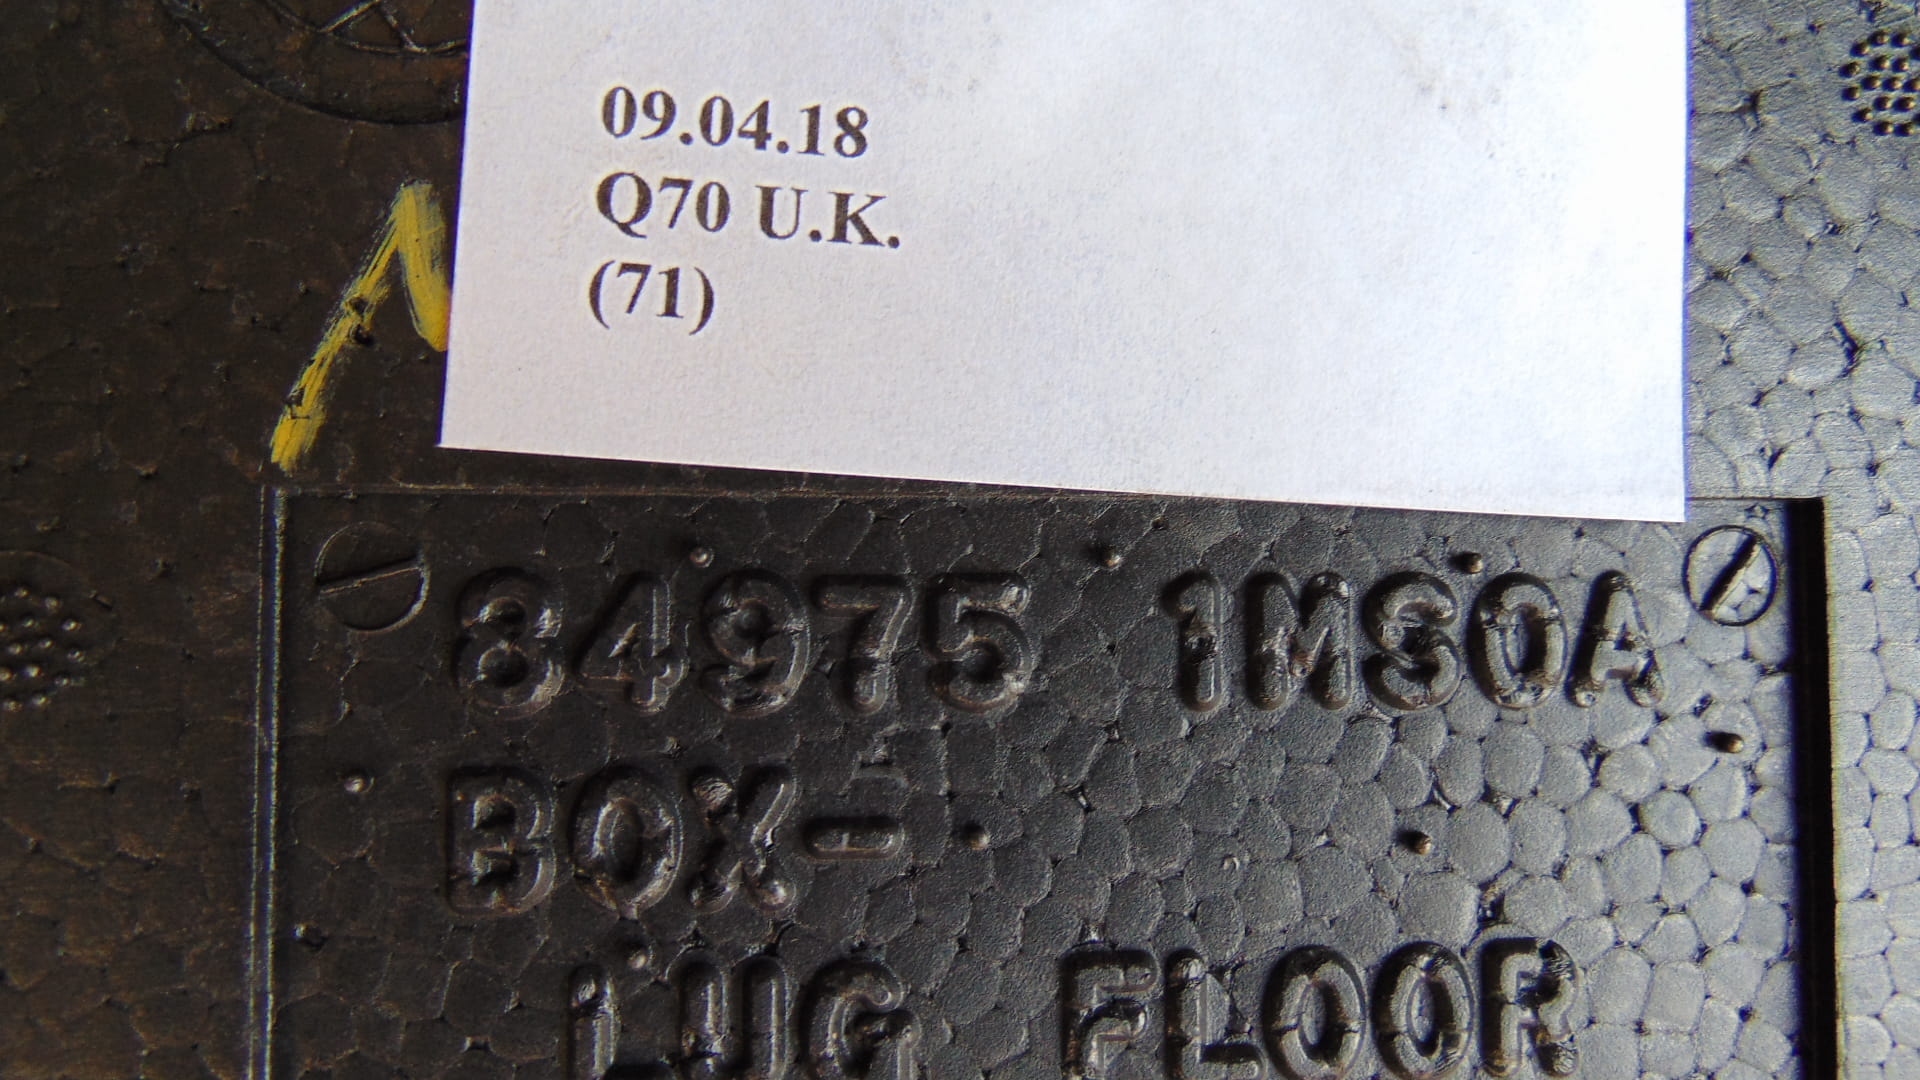 09.04.18
Q70 U.K.
(71)
84975 1MS0A
BOX-
LUG FLOOR